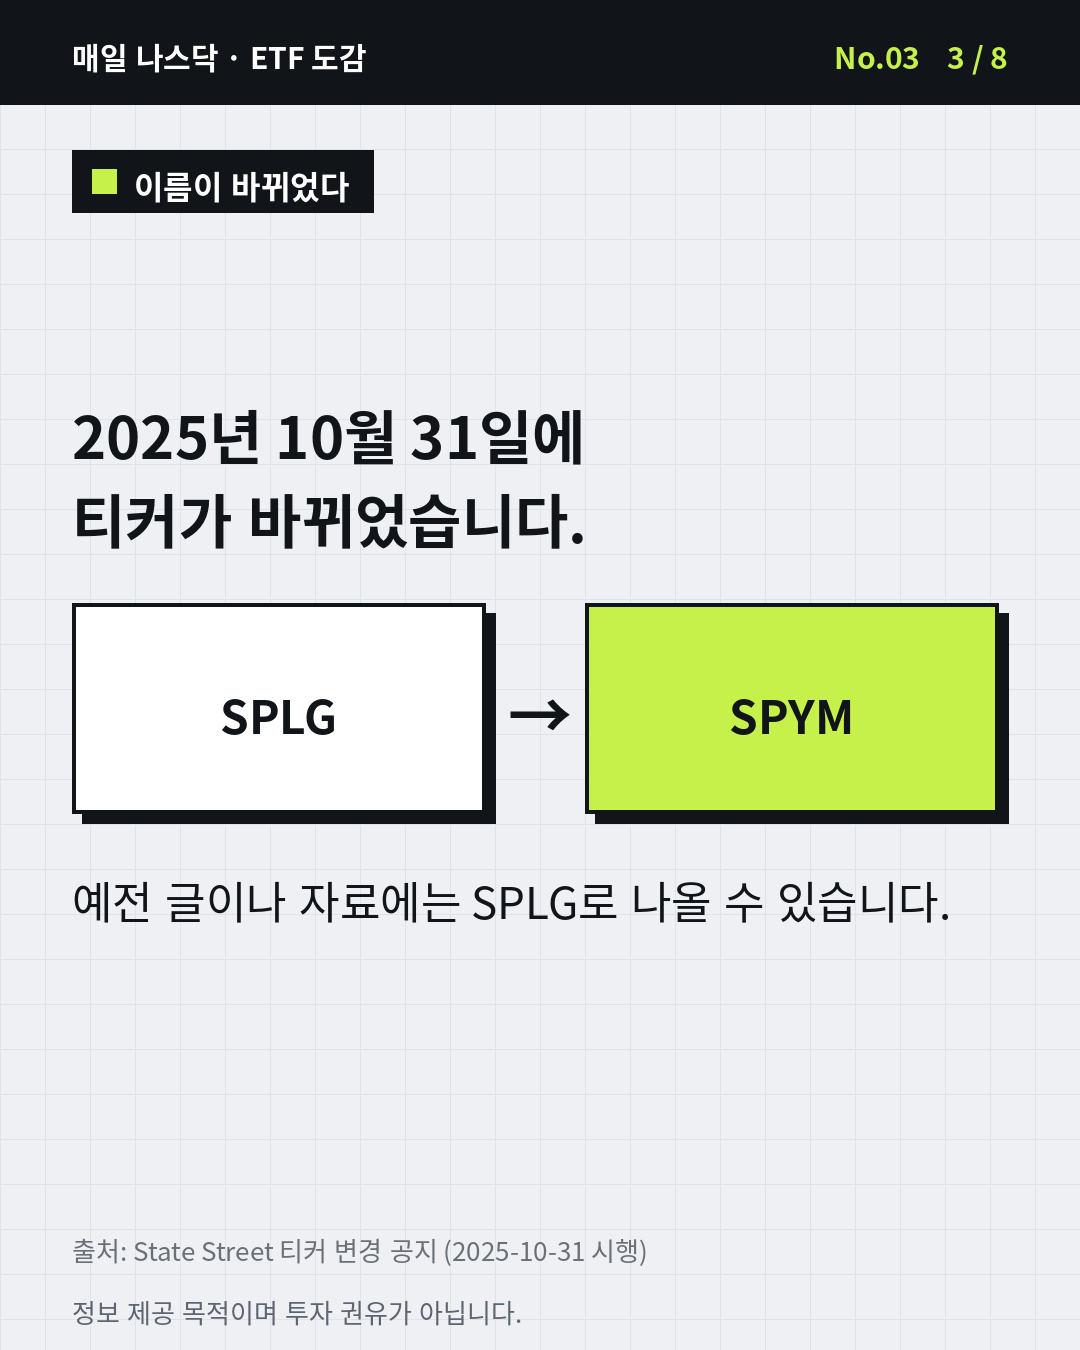 매일 나스닥 · ETF 도감
No.03 3 / 8
이름이 바뀌었다
2025년 10월 31일에
티커가 바뀌었습니다.
SPLG → SPYM
예전 글이나 자료에는 SPLG로 나올 수 있습니다.
출처: State Street 티커 변경 공지 (2025-10-31 시행)
정보 제공 목적이며 투자 권유가 아닙니다.